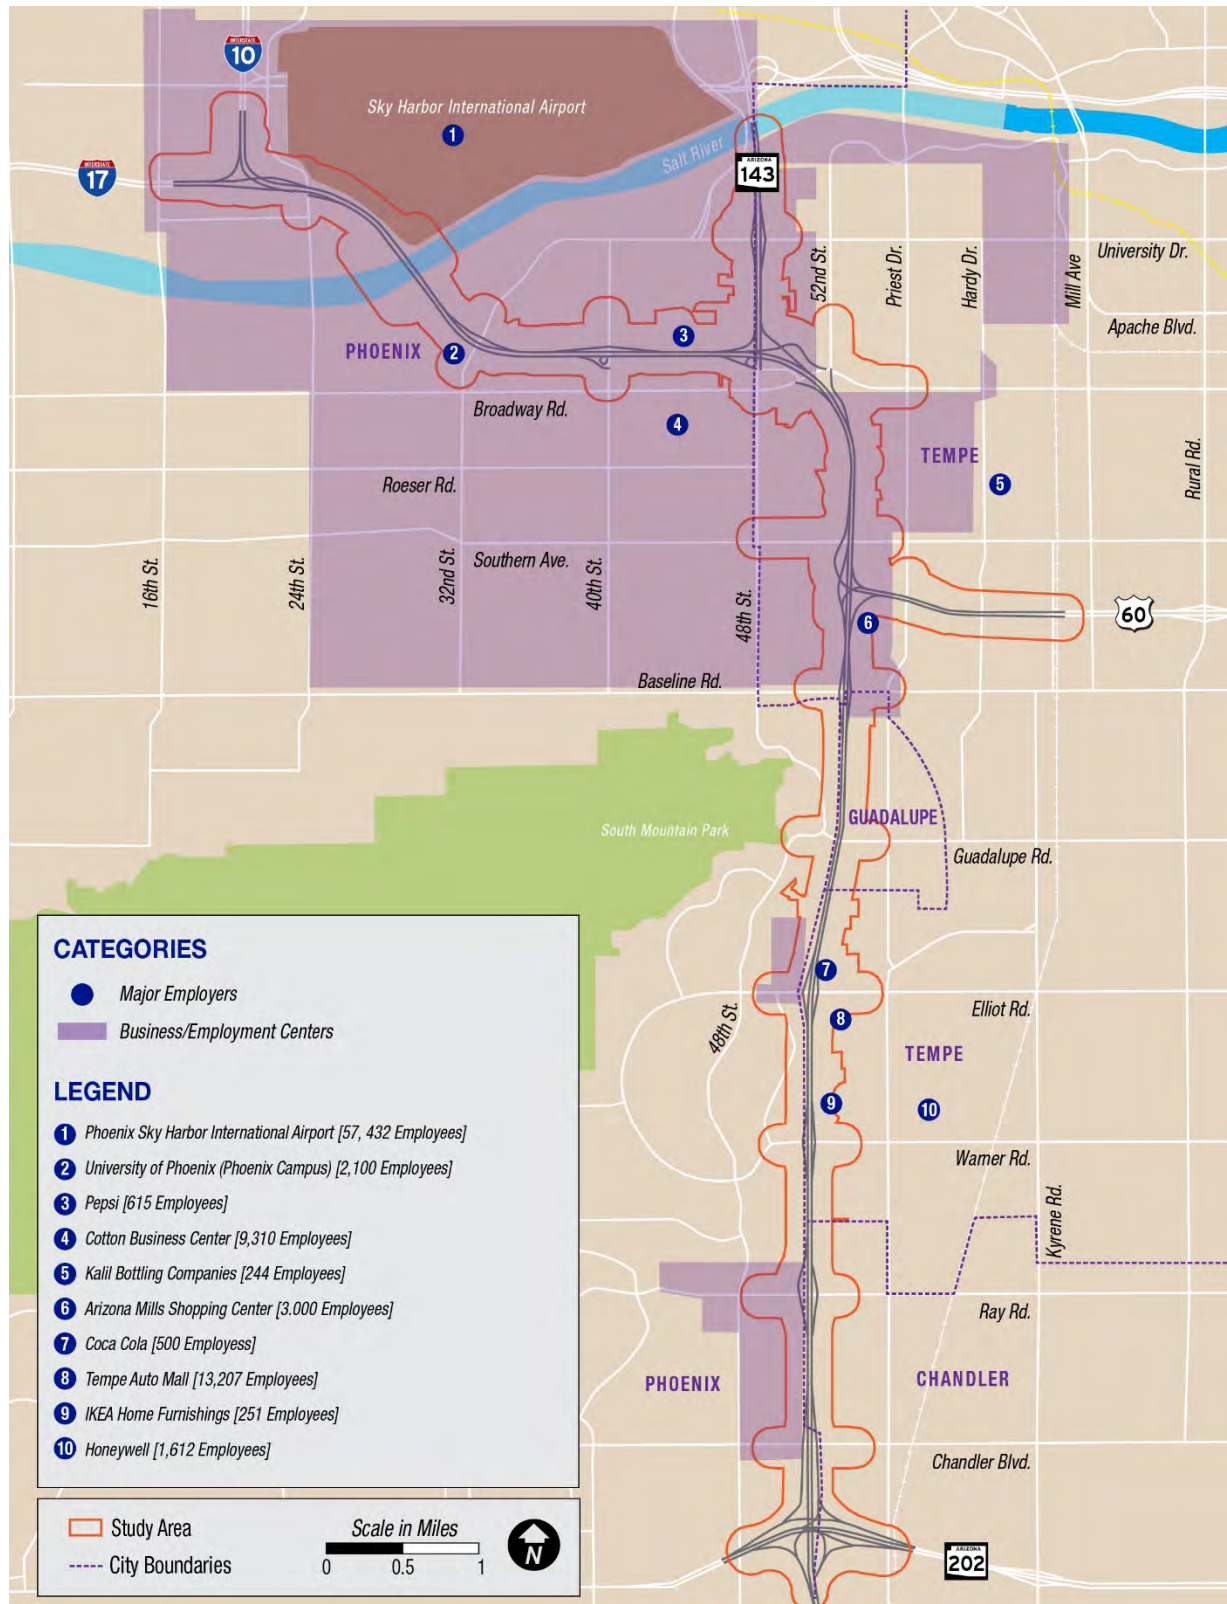 INTERSTATE
10
Sky Harbor International Airport
1
INTERSTATE
17
Salt River
ARIZONA
143
52nd St.
Priest Dr.
Hardy Dr.
Mill Ave
University Dr.
Apache Blvd.
3
PHOENIX
2
Broadway Rd.
4
TEMPE
5
Rural Rd.
Roeser Rd.
16th St.
24th St.
32nd St.
Southern Ave.
40th St.
48th St.
6
60
Baseline Rd.
South Mountain Park
GUADALUPE
Guadalupe Rd.
7
Elliot Rd.
48th St.
8
TEMPE
9
10
Warner Rd.
Kyrene Rd.
Ray Rd.
PHOENIX
CHANDLER
Chandler Blvd.
ARIZONA
202
CATEGORIES
Major Employers
Business/Employment Centers
LEGEND
1 Phoenix Sky Harbor International Airport [57, 432 Employees]
2 University of Phoenix (Phoenix Campus) [2,100 Employees]
3 Pepsi [615 Employees]
4 Cotton Business Center [9,310 Employees]
5 Kalil Bottling Companies [244 Employees]
6 Arizona Mills Shopping Center [3.000 Employees]
7 Coca Cola [500 Employess]
8 Tempe Auto Mall [13,207 Employees]
9 IKEA Home Furnishings [251 Employees]
10 Honeywell [1,612 Employees]
Study Area
City Boundaries
Scale in Miles
0 0.5 1
N